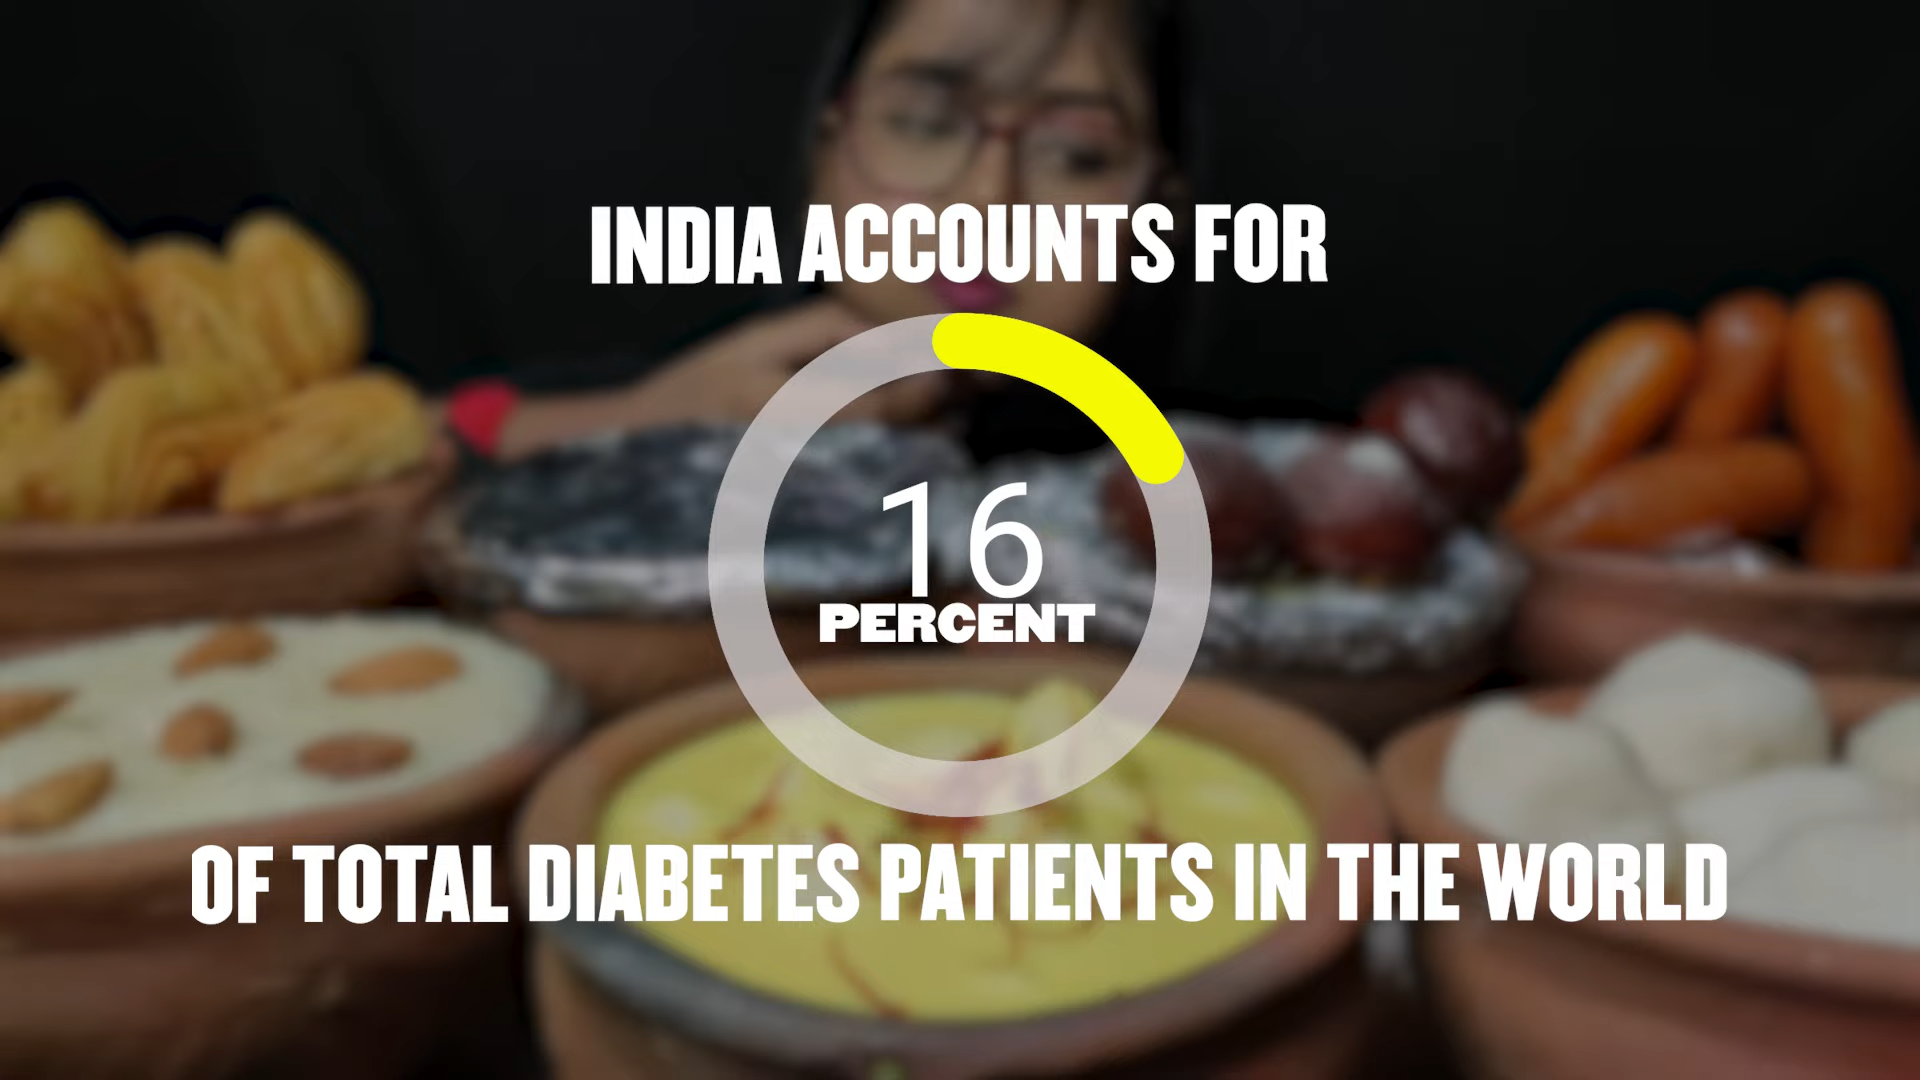 INDIA ACCOUNTS FOR
16
PERCENT
OF TOTAL DIABETES PATIENTS IN THE WORLD